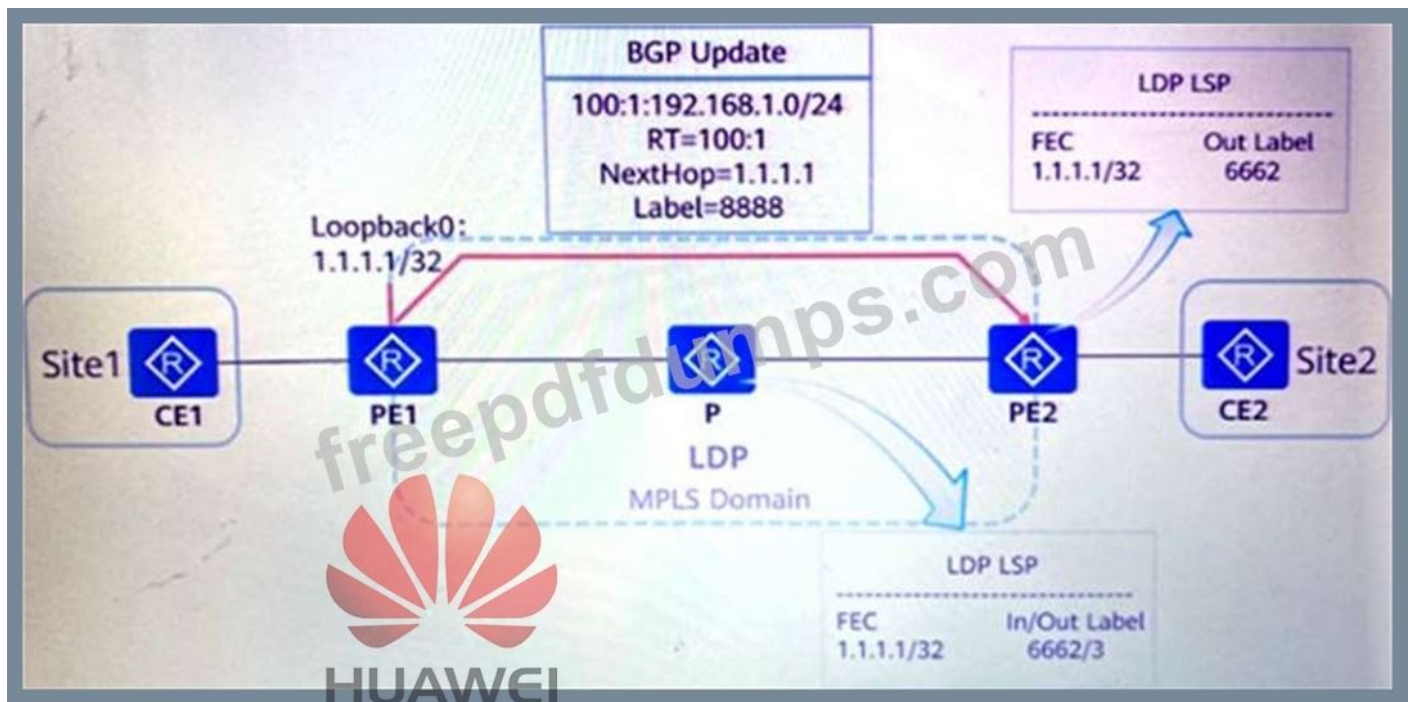 BGP Update
100:1:192.168.1.0/24
RT=100:1
NextHop=1.1.1.1
Label=8888
LDP LSP
FEC Out Label
1.1.1.1/32 6662
Loopback0:
1.1.1.1/32
Site1
CE1
PE1
P
PE2
CE2
Site2
LDP
MPLS Domain
LDP LSP
FEC In/Out Label
1.1.1.1/32 6662/3
freepdfdumps.com
HUAWEI